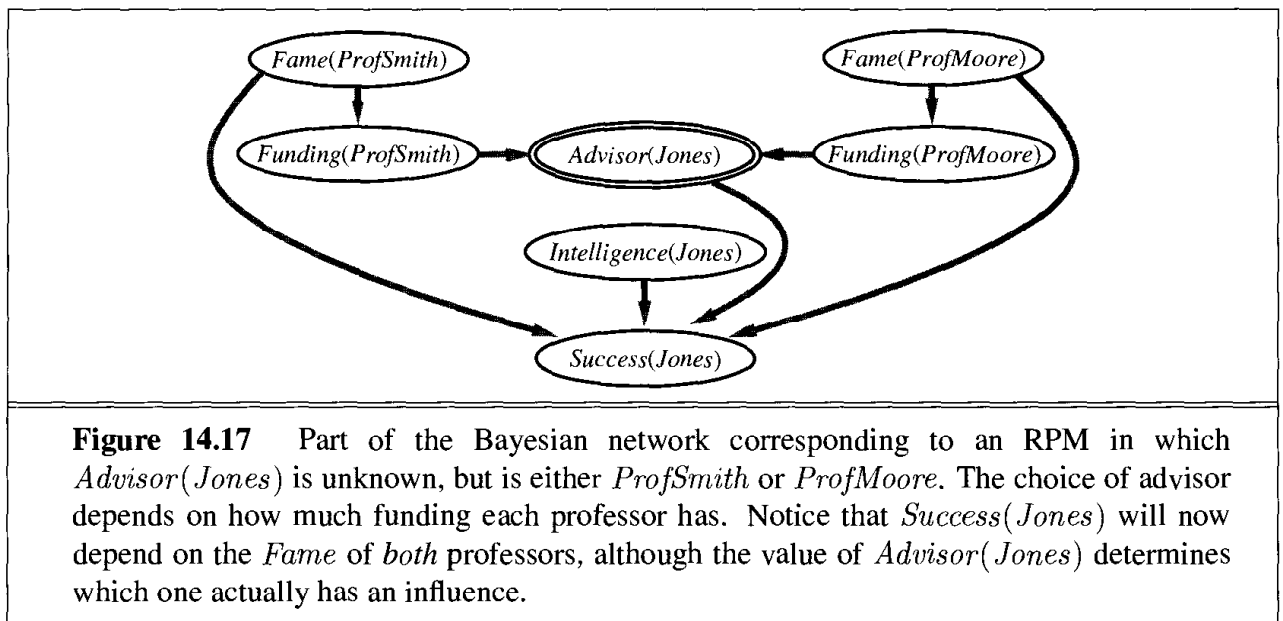 Fame(ProfSmith)
Fame(ProfMoore)
Funding(ProfSmith)
Advisor(Jones)
Funding(ProfMoore)
Intelligence(Jones)
Success(Jones)
Figure 14.17 Part of the Bayesian network corresponding to an RPM in which
Advisor(Jones) is unknown, but is either ProfSmith or ProfMoore. The choice of advisor
depends on how much funding each professor has. Notice that Success(Jones) will now
depend on the Fame of both professors, although the value of Advisor(Jones) determines
which one actually has an influence.